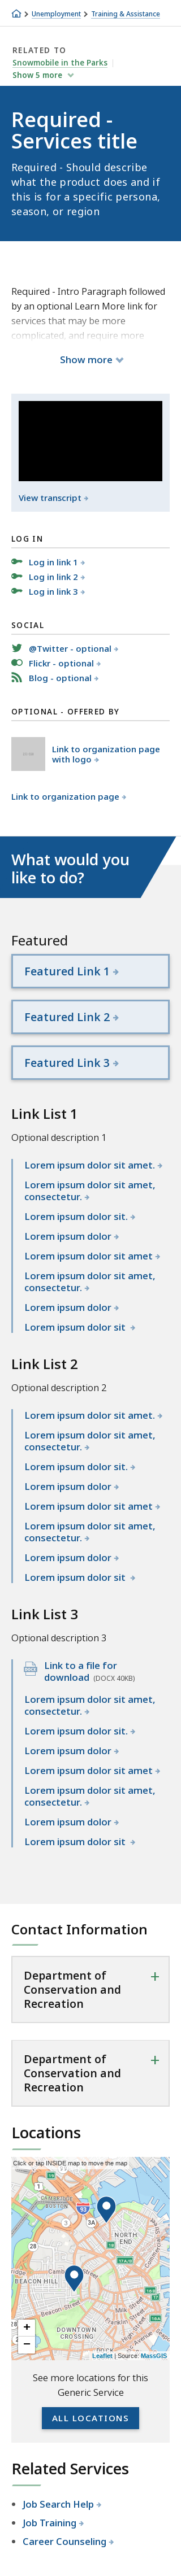 Unemployment Training & Assistance
RELATED TO
Snowmobile in the Parks
Show 5 more
Required -
Services title
Required - Should describe
what the product does and if
this is for a specific persona,
season, or region
Required - Intro Paragraph followed
by an optional Learn More link for
services that may be more
complicated, and require more
Show more
View transcript
LOG IN
Log in link 1
Log in link 2
Log in link 3
SOCIAL
@Twitter - optional
Flickr - optional
Blog - optional
OPTIONAL - OFFERED BY
Link to organization page
with logo
Link to organization page
What would you
like to do?
Featured
Featured Link 1
Featured Link 2
Featured Link 3
Link List 1
Optional description 1
Lorem ipsum dolor sit amet.
Lorem ipsum dolor sit amet,
consectetur.
Lorem ipsum dolor sit.
Lorem ipsum dolor
Lorem ipsum dolor sit amet
Lorem ipsum dolor sit amet,
consectetur.
Lorem ipsum dolor
Lorem ipsum dolor sit
Link List 2
Optional description 2
Lorem ipsum dolor sit amet.
Lorem ipsum dolor sit amet,
consectetur.
Lorem ipsum dolor sit.
Lorem ipsum dolor
Lorem ipsum dolor sit amet
Lorem ipsum dolor sit amet,
consectetur.
Lorem ipsum dolor
Lorem ipsum dolor sit
Link List 3
Optional description 3
Link to a file for
download (DOCX 40KB)
Lorem ipsum dolor sit amet,
consectetur.
Lorem ipsum dolor sit.
Lorem ipsum dolor
Lorem ipsum dolor sit amet
Lorem ipsum dolor sit amet,
consectetur.
Lorem ipsum dolor
Lorem ipsum dolor sit
Contact Information
Department of
Conservation and
Recreation
+
Department of
Conservation and
Recreation
+
Locations
Click or tap INSIDE map to move the map
1
28
93
3A
3
NORTH
END
BEACON HILL
DOWNTOWN
CROSSING
+
−
Leaflet | Source: MassGIS
See more locations for this
Generic Service
ALL LOCATIONS
Related Services
Job Search Help
Job Training
Career Counseling